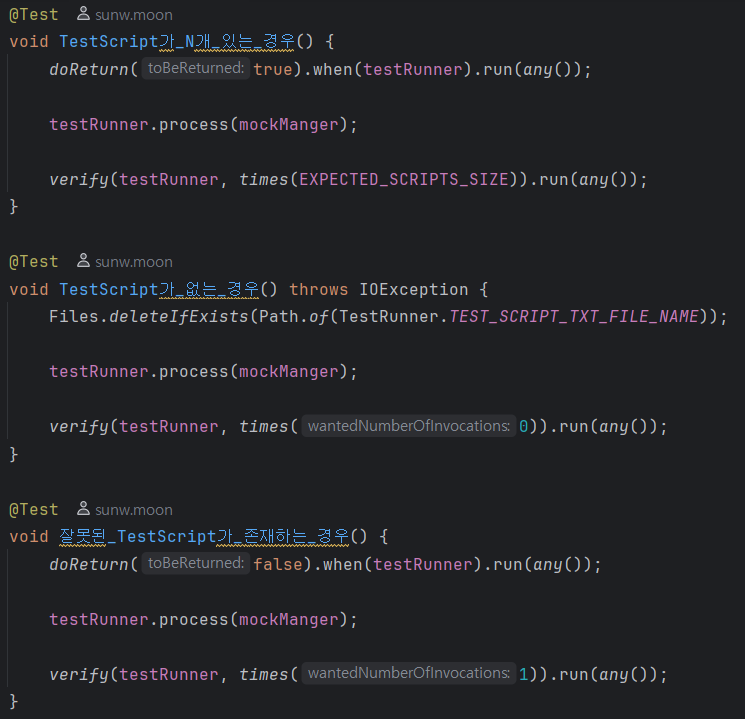 @Test sunw.moon
void TestScript가_N개_있는_경우() {
doReturn( toBeReturned: true).when(testRunner).run(any());
testRunner.process(mockManger);
verify(testRunner, times(EXPECTED_SCRIPTS_SIZE)).run(any());
}
@Test sunw.moon
void TestScript가_없는_경우() throws IOException {
Files.deleteIfExists(Path.of(TestRunner.TEST_SCRIPT_TXT_FILE_NAME));
testRunner.process(mockManger);
verify(testRunner, times( wantedNumberOfInvocations: 0)).run(any());
}
@Test sunw.moon
void 잘못된_TestScript가_존재하는_경우() {
doReturn( toBeReturned: false).when(testRunner).run(any());
testRunner.process(mockManger);
verify(testRunner, times( wantedNumberOfInvocations: 1)).run(any());
}